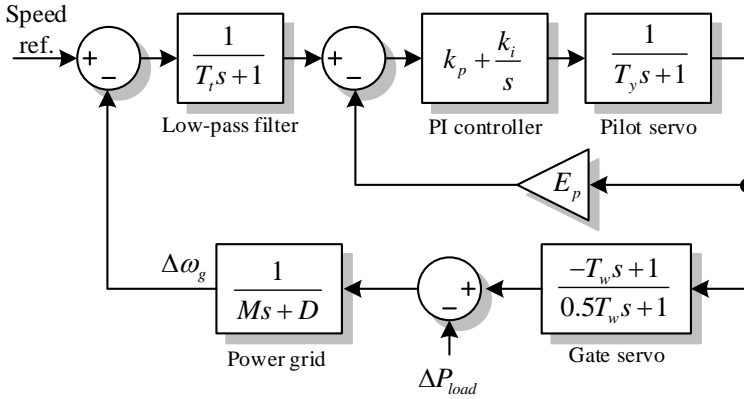 Speed
ref.
+
−
1
T_t s + 1
Low-pass filter
+
−
k_p + k_i
s
PI controller
1
T_y s + 1
Pilot servo
E_p
Δω_g
1
Ms + D
Power grid
+
−
ΔP_load
−T_w s + 1
0.5T_w s + 1
Gate servo